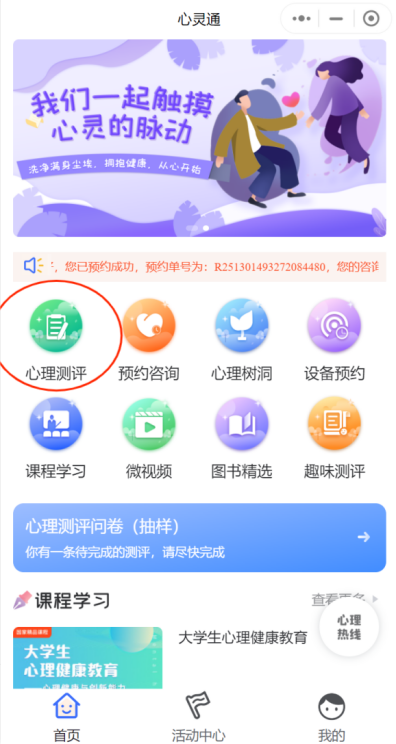 心灵通
我们一起触摸
心灵的脉动
洗净满身尘埃，拥抱健康，从心开始
，您已预约成功，预约单号为：R251301493272084480，您的咨询
心理测评
预约咨询
心理树洞
设备预约
课程学习
微视频
图书精选
趣味测评
心理测评问卷（抽样）
你有一条待完成的测评，请尽快完成
课程学习
查看更多
心理
热线
大学生
心理健康教育
大学生心理健康教育
首页
活动中心
我的